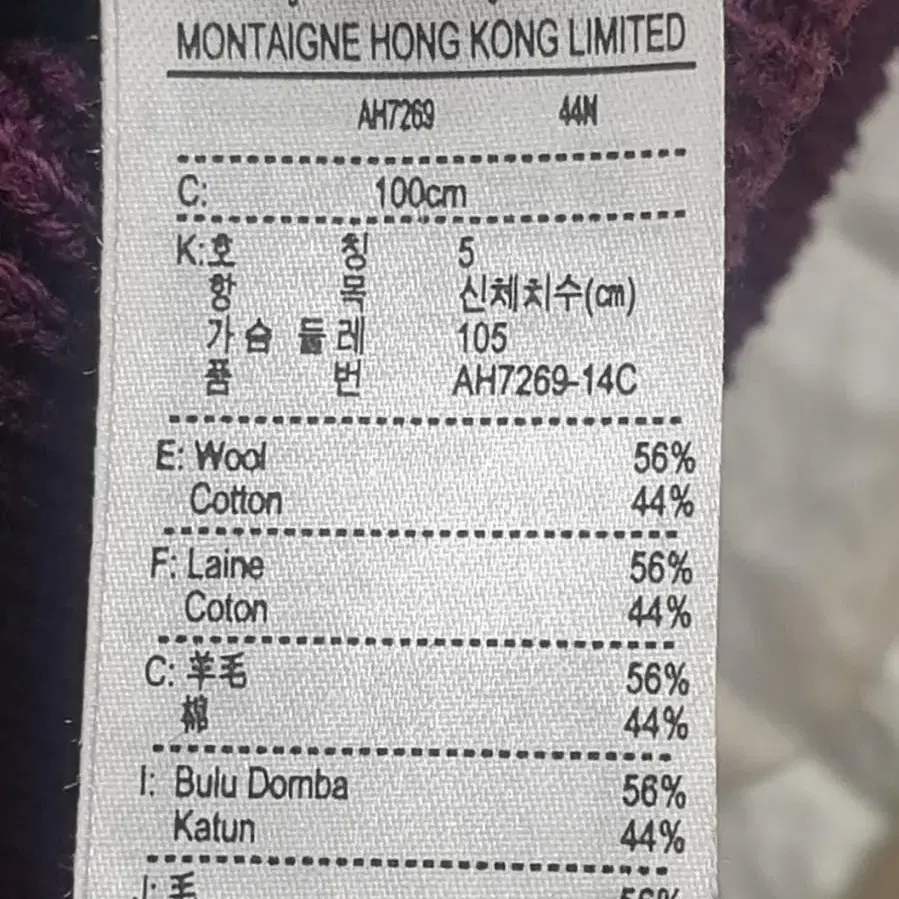 MONTAIGNE HONG KONG LIMITED
AH7269 44N
C: 100cm
K:호 칭 5
항 목 신체치수(cm)
가슴 둘레 105
품 번 AH7269-14C
E: Wool 56%
Cotton 44%
F: Laine 56%
Coton 44%
C: 羊毛 56%
棉 44%
I: Bulu Domba 56%
Katun 44%
J: 毛 56%